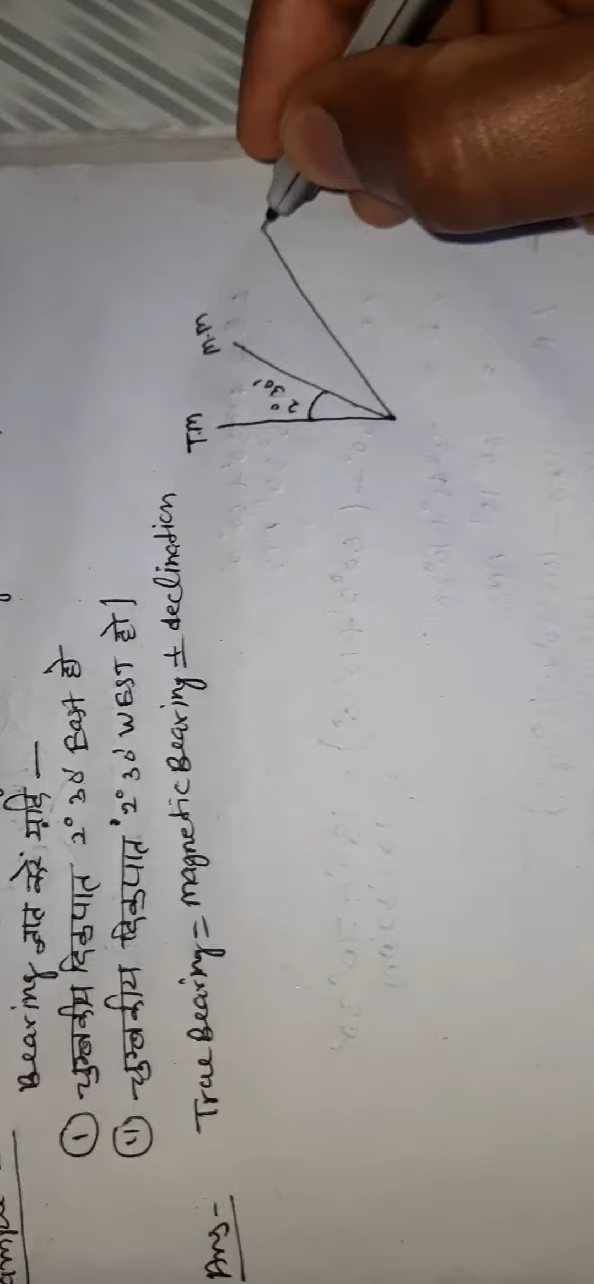 Bearing ज्ञात करें यदि —
(i) चुम्बकीय दिकपात 2° 30' East हो
(ii) चुम्बकीय दिकपात 2° 30' WEST हो |
Ans - True Bearing = magnetic Bearing ± declination
T.M
M.M
2° 30'